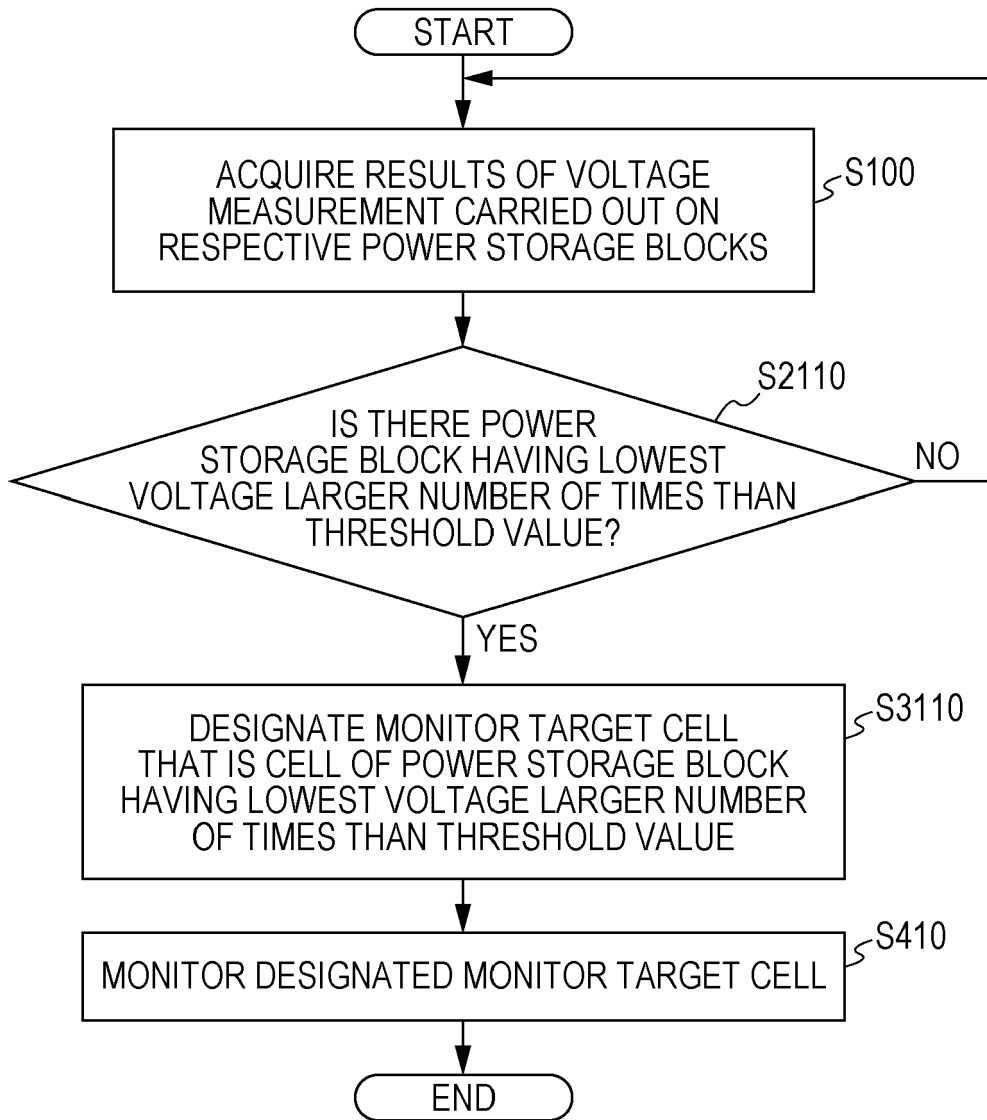 START
ACQUIRE RESULTS OF VOLTAGE
MEASUREMENT CARRIED OUT ON
RESPECTIVE POWER STORAGE BLOCKS
S100
S2110
IS THERE POWER
STORAGE BLOCK HAVING LOWEST
VOLTAGE LARGER NUMBER OF TIMES THAN
THRESHOLD VALUE?
NO
YES
DESIGNATE MONITOR TARGET CELL
THAT IS CELL OF POWER STORAGE BLOCK
HAVING LOWEST VOLTAGE LARGER NUMBER
OF TIMES THAN THRESHOLD VALUE
S3110
MONITOR DESIGNATED MONITOR TARGET CELL
S410
END